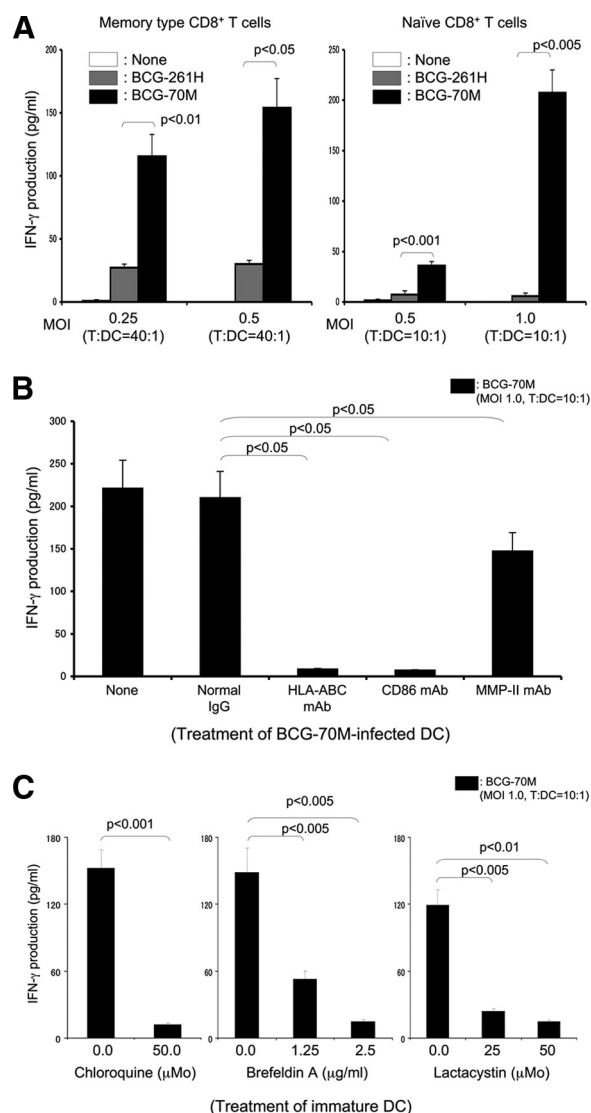 A
Memory type CD8+ T cells
Naïve CD8+ T cells
IFN-γ production (pg/ml)
200
150
100
50
0
: None
: BCG-261H
: BCG-70M
p<0.01
p<0.05
MOI
0.25
(T:DC=40:1)
0.5
(T:DC=40:1)
250
200
150
100
50
0
: None
: BCG-261H
: BCG-70M
p<0.001
p<0.005
MOI
0.5
(T:DC=10:1)
1.0
(T:DC=10:1)
B
: BCG-70M
(MOI 1.0, T:DC=10:1)
IFN-γ production (pg/ml)
300
250
200
150
100
50
0
p<0.05
p<0.05
p<0.05
None
Normal
IgG
HLA-ABC
mAb
CD86 mAb
MMP-II mAb
(Treatment of BCG-70M-infected DC)
C
: BCG-70M
(MOI 1.0, T:DC=10:1)
IFN-γ production (pg/ml)
180
120
60
0
p<0.001
0.0
50.0
Chloroquine (μMo)
180
120
60
0
p<0.005
p<0.005
0.0
1.25
2.5
Brefeldin A (μg/ml)
180
120
60
0
p<0.01
p<0.005
0.0
25
50
Lactacystin (μMo)
(Treatment of immature DC)